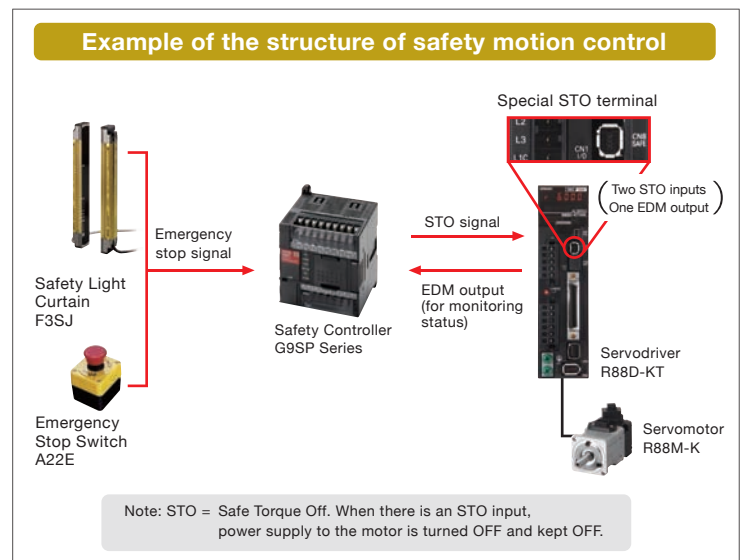 Example of the structure of safety motion control
Special STO terminal
L2
L3
L1C
CN1
I/O
CN8
SAFE
(Two STO inputs
One EDM output)
Emergency
stop signal
STO signal
EDM output
(for monitoring
status)
Safety Light
Curtain
F3SJ
Safety Controller
G9SP Series
Servodriver
R88D-KT
Emergency
Stop Switch
A22E
Servomotor
R88M-K
Note: STO = Safe Torque Off. When there is an STO input,
power supply to the motor is turned OFF and kept OFF.